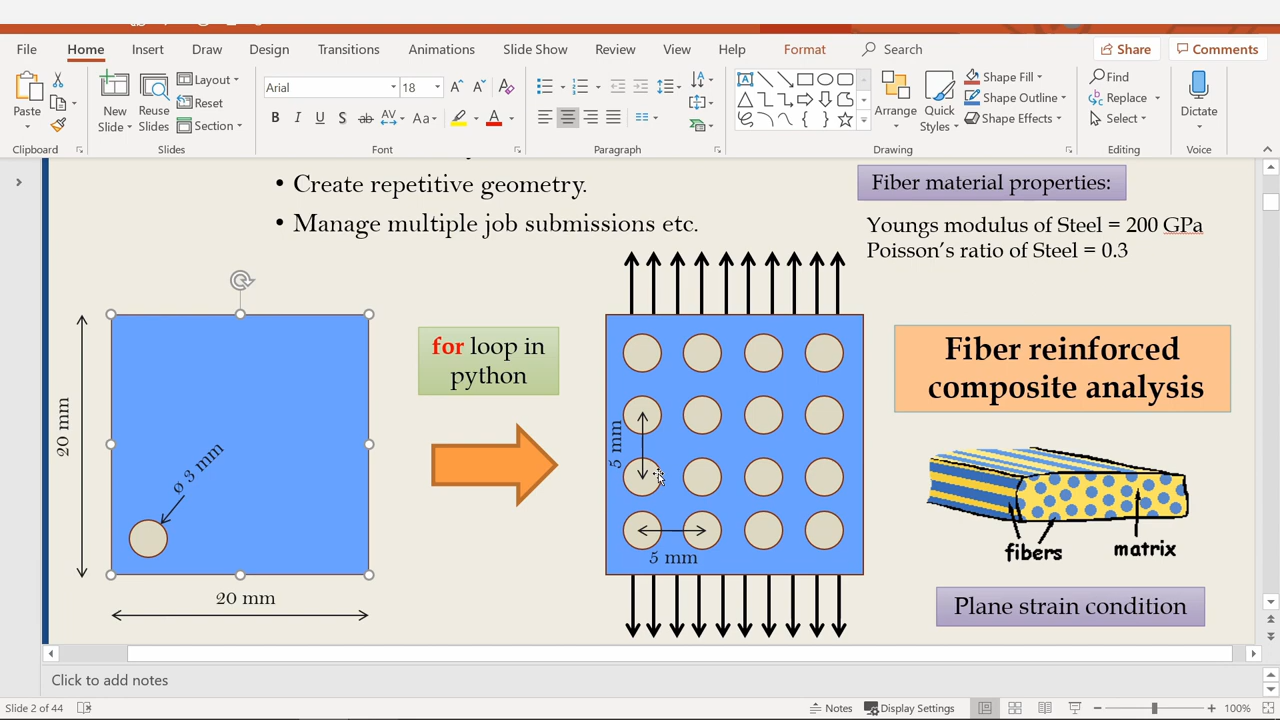 File Home Insert Draw Design Transitions Animations Slide Show Review View Help Format Search Share Comments
Paste
New Slide
Reuse Slides
Layout
Reset
Section
Arial 18
B I U S ab AV Aa A
Arrange
Quick Styles
Shape Fill
Shape Outline
Shape Effects
Find
Replace
Select
Dictate
Clipboard Slides Font Paragraph Drawing Editing Voice
• Create repetitive geometry.
• Manage multiple job submissions etc.
Fiber material properties:
Youngs modulus of Steel = 200 GPa
Poisson's ratio of Steel = 0.3
20 mm
ø 3 mm
20 mm
for loop in
python
5 mm
5 mm
Fiber reinforced
composite analysis
fibers
matrix
Plane strain condition
Click to add notes
Slide 2 of 44 Notes Display Settings 100%